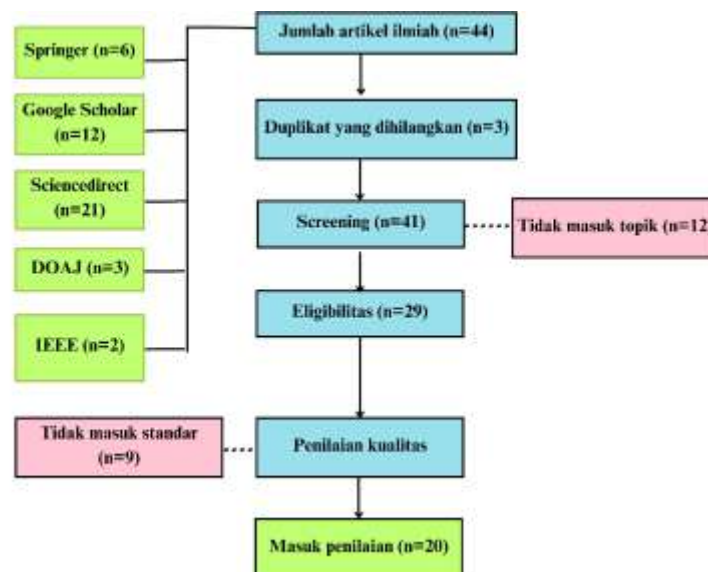 Jumlah artikel ilmiah (n=44)
Springer (n=6)
Google Scholar
(n=12)
Sciencedirect
(n=21)
DOAJ (n=3)
IEEE (n=2)
Duplikat yang dihilangkan (n=3)
Screening (n=41)
Tidak masuk topik (n=12
Eligibilitas (n=29)
Tidak masuk standar
(n=9)
Penilaian kualitas
Masuk penilaian (n=20)